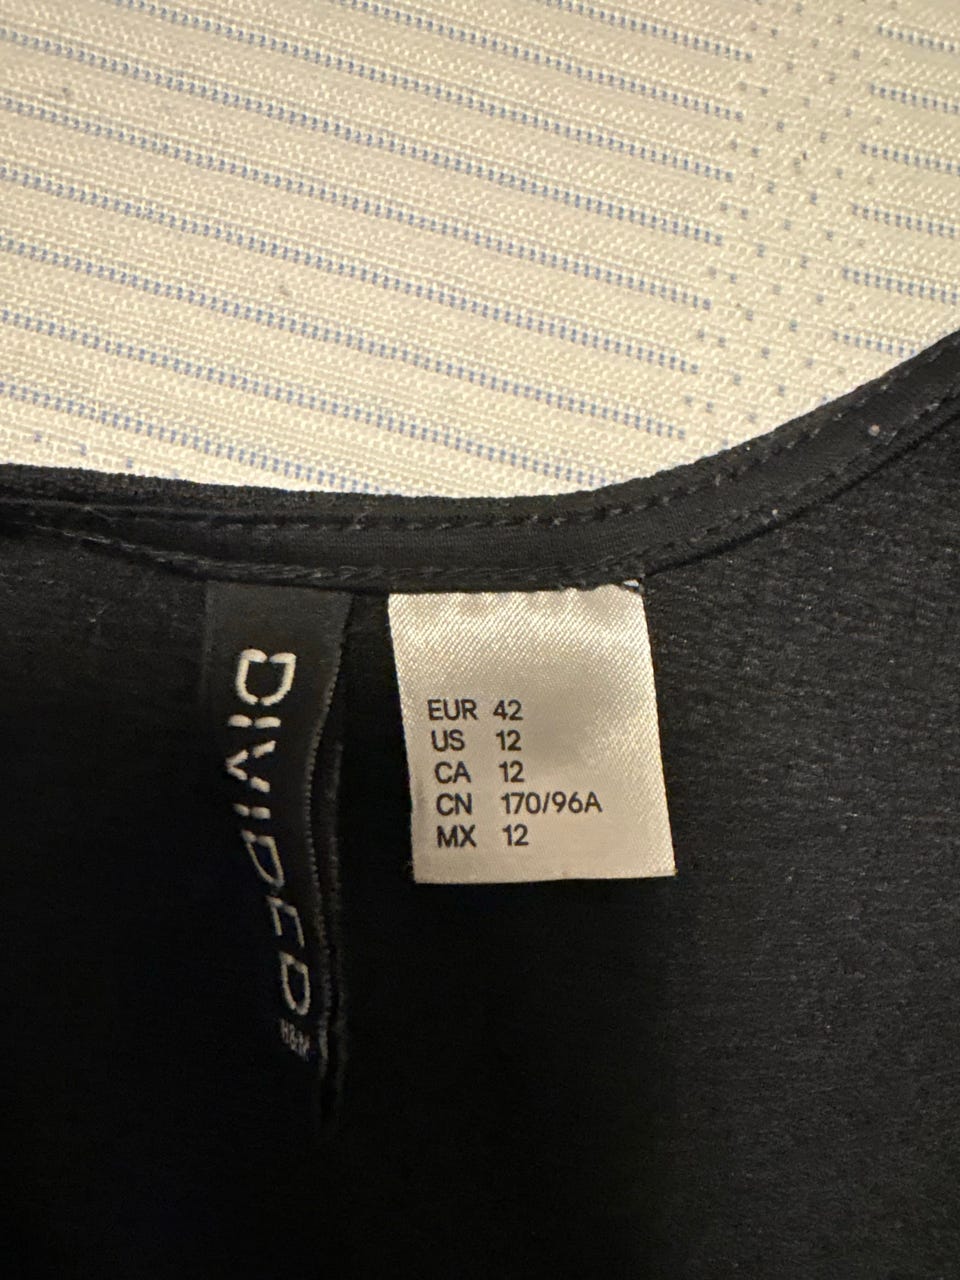 DIVIDED
H&M
EUR 42
US 12
CA 12
CN 170/96A
MX 12